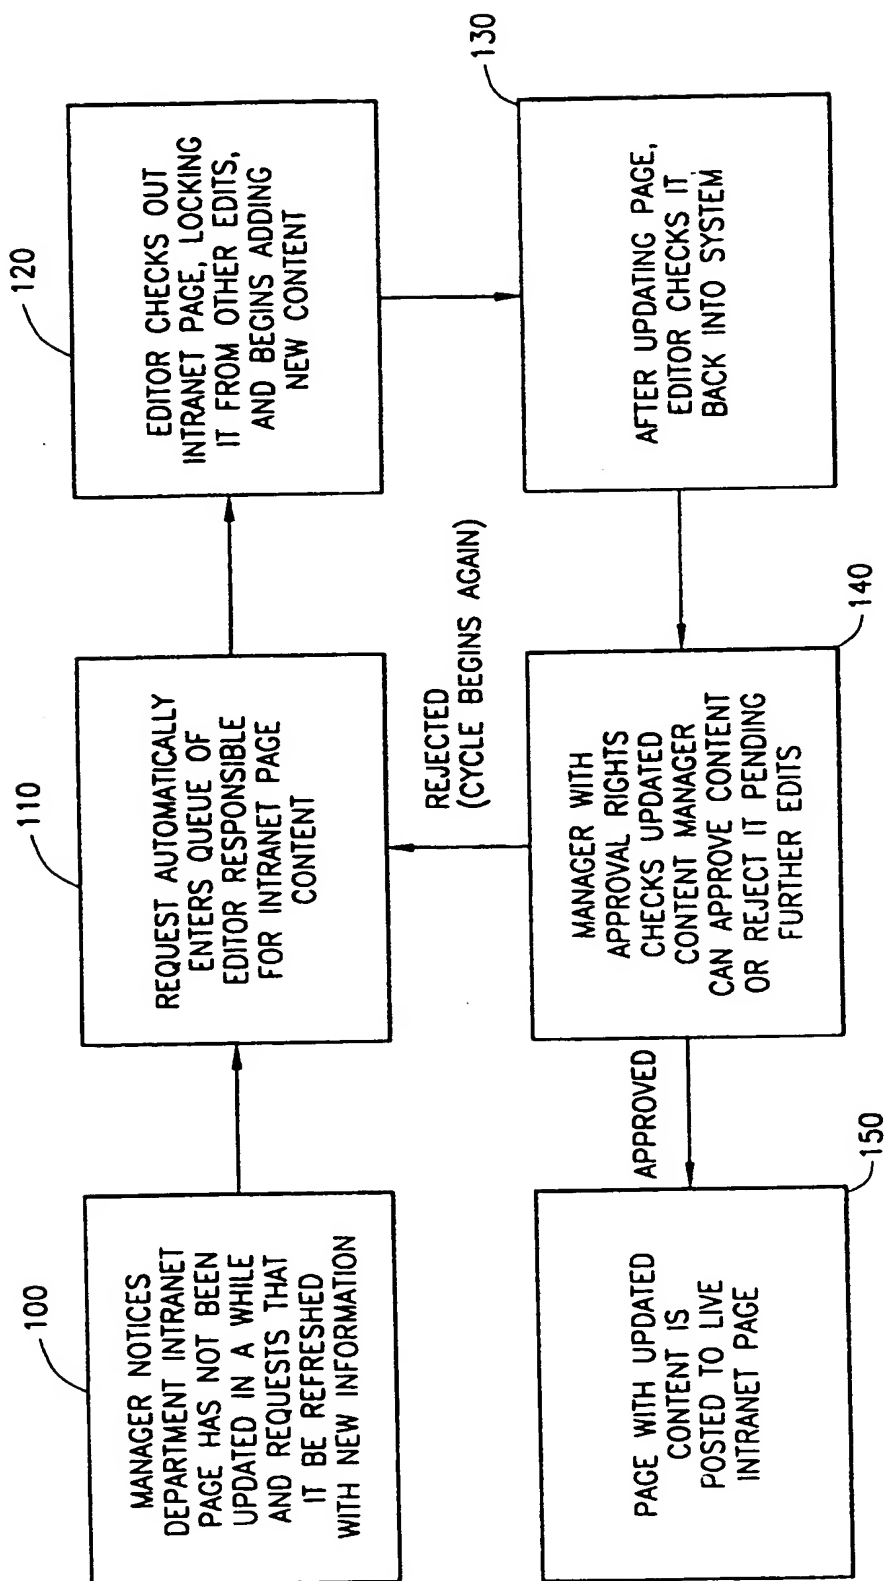 100
MANAGER NOTICES
DEPARTMENT INTRANET
PAGE HAS NOT BEEN
UPDATED IN A WHILE
AND REQUESTS THAT
IT BE REFRESHED
WITH NEW INFORMATION
110
REQUEST AUTOMATICALLY
ENTERS QUEUE OF
EDITOR RESPONSIBLE
FOR INTRANET PAGE
CONTENT
120
EDITOR CHECKS OUT
INTRANET PAGE, LOCKING
IT FROM OTHER EDITS,
AND BEGINS ADDING
NEW CONTENT
130
AFTER UPDATING PAGE,
EDITOR CHECKS IT
BACK INTO SYSTEM
REJECTED
(CYCLE BEGINS AGAIN)
140
MANAGER WITH
APPROVAL RIGHTS
CHECKS UPDATED
CONTENT MANAGER
CAN APPROVE CONTENT
OR REJECT IT PENDING
FURTHER EDITS
APPROVED
150
PAGE WITH UPDATED
CONTENT IS
POSTED TO LIVE
INTRANET PAGE